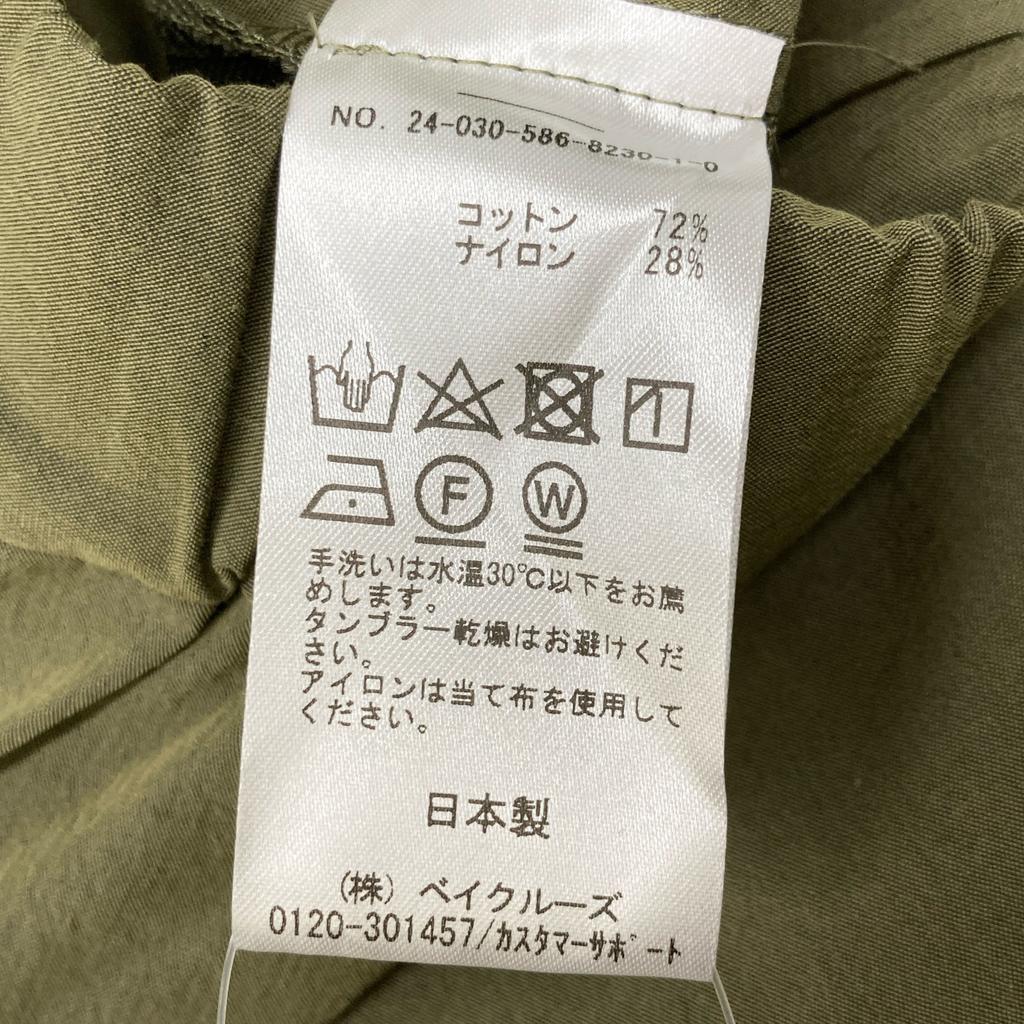 NO. 24-030-586-8230-1-0
コットン 72%
ナイロン 28%
F W
手洗いは水温30℃以下をお薦
めします。
タンブラー乾燥はお避けくだ
さい。
アイロンは当て布を使用して
ください。
日本製
(株) ベイクルーズ
0120-301457/カスタマーサポート